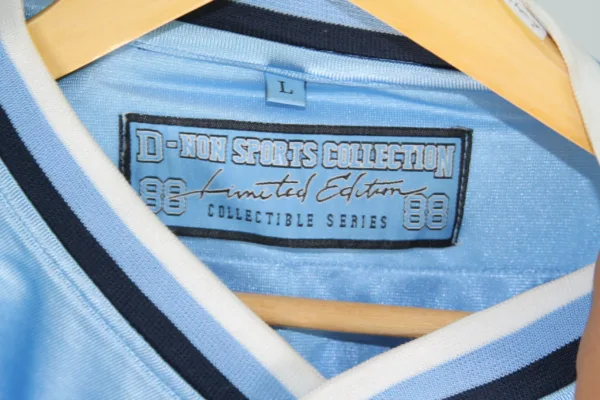 L
D-NON SPORTS COLLECTION
88 Limited Edition 88
COLLECTIBLE SERIES